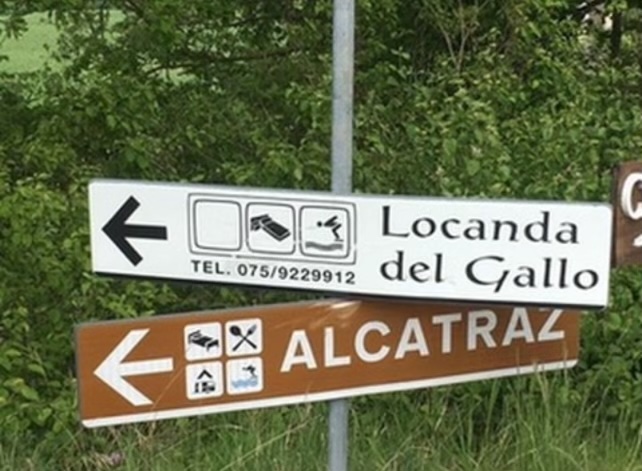 Locanda
del Gallo
TEL. 075/9229912
ALCATRAZ